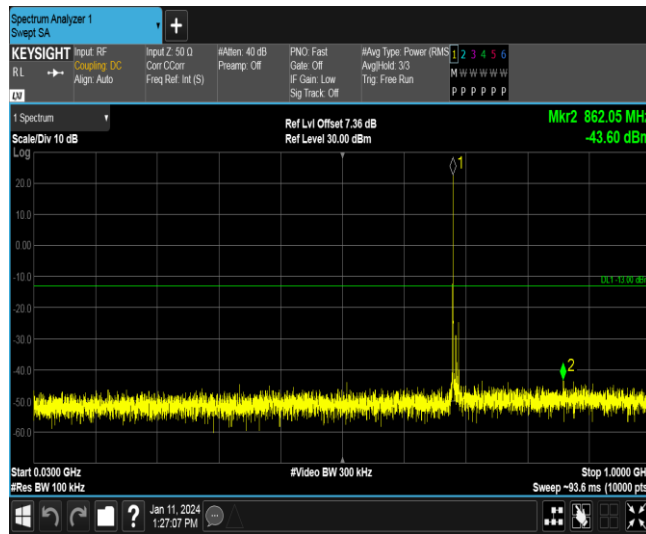 Spectrum Analyzer 1
Swept SA
+
KEYSIGHT
RL
LXI
Input: RF
Coupling: DC
Align: Auto
Input Z: 50 Ω
Corr CCorr
Freq Ref: Int (S)
#Atten: 40 dB
Preamp: Off
PNO: Fast
Gate: Off
IF Gain: Low
Sig Track: Off
#Avg Type: Power (RMS
Avg|Hold: 3/3
Trig: Free Run
1 2 3 4 5 6
M W W W W W
P P P P P P
1 Spectrum
Scale/Div 10 dB
Log
Ref Lvl Offset 7.36 dB
Ref Level 30.00 dBm
Mkr2 862.05 MHz
-43.60 dBm
1
20.0
10.0
0.00
-10.0
DL1 -13.00 dBm
-20.0
-30.0
-40.0
2
-50.0
-60.0
Start 0.0300 GHz
#Res BW 100 kHz
#Video BW 300 kHz
Stop 1.0000 GHz
Sweep ~93.6 ms (10000 pts)
?
Jan 11, 2024
1:27:07 PM